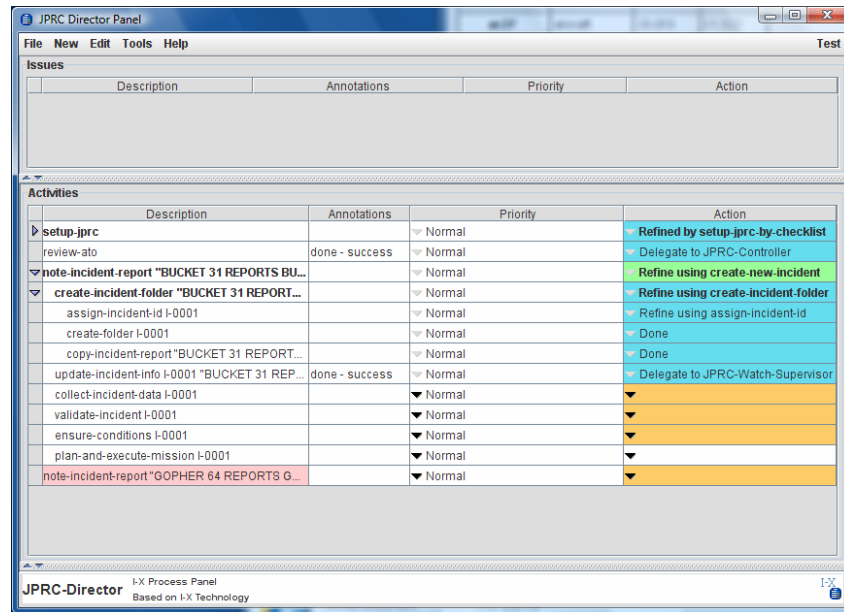 JPRC Director Panel
File New Edit Tools Help Test
Issues
Description Annotations Priority Action
Activities
Description Annotations Priority Action
setup-jprc Normal Refined by setup-jprc-by-checklist
review-ato done - success Normal Delegate to JPRC-Controller
note-incident-report "BUCKET 31 REPORTS BU... Normal Refine using create-new-incident
create-incident-folder "BUCKET 31 REPORT... Normal Refine using create-incident-folder
assign-incident-id I-0001 Normal Refine using assign-incident-id
create-folder I-0001 Normal Done
copy-incident-report "BUCKET 31 REPORT... Normal Done
update-incident-info I-0001 "BUCKET 31 REP... done - success Normal Delegate to JPRC-Watch-Supervisor
collect-incident-data I-0001 Normal
validate-incident I-0001 Normal
ensure-conditions I-0001 Normal
plan-and-execute-mission I-0001 Normal
note-incident-report "GOPHER 64 REPORTS G... Normal
JPRC-Director I-X Process Panel I-X
Based on I-X Technology